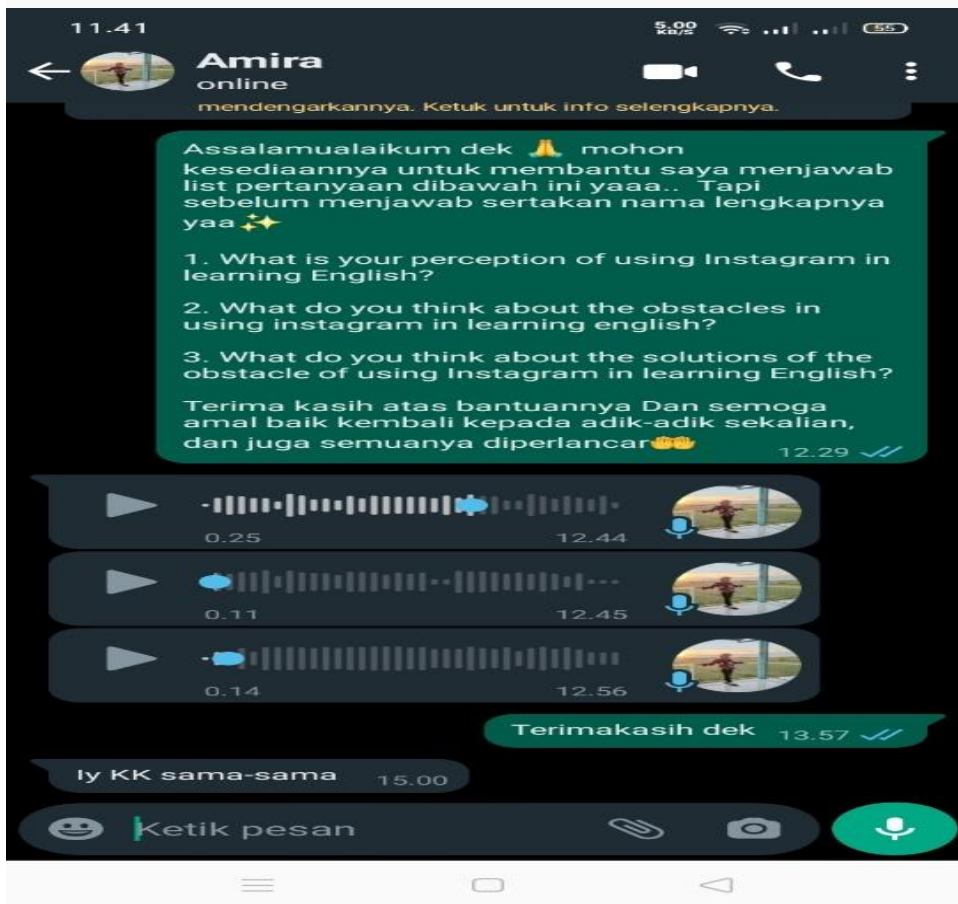 11.41
5.00
KB/S
55
Amira
online
mendengarkannya. Ketuk untuk info selengkapnya.
Assalamualaikum dek 🙏 mohon
kesediaannya untuk membantu saya menjawab
list pertanyaan dibawah ini yaaa.. Tapi
sebelum menjawab sertakan nama lengkapnya
yaa ✨
1. What is your perception of using Instagram in
learning English?
2. What do you think about the obstacles in
using instagram in learning english?
3. What do you think about the solutions of the
obstacle of using Instagram in learning English?
Terima kasih atas bantuannya Dan semoga
amal baik kembali kepada adik-adik sekalian,
dan juga semuanya diperlancar🤲
12.29
0.25 12.44
0.11 12.45
0.14 12.56
Terimakasih dek 13.57
Iy KK sama-sama 15.00
Ketik pesan